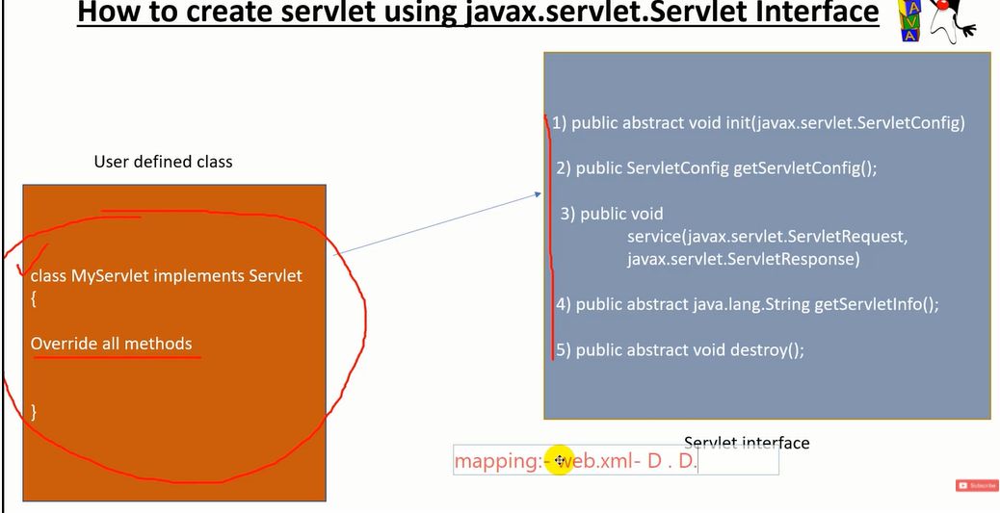 How to create servlet using javax.servlet.Servlet Interface
JAVA
User defined class
class MyServlet implements Servlet
{
Override all methods
}
1) public abstract void init(javax.servlet.ServletConfig)
2) public ServletConfig getServletConfig();
3) public void
service(javax.servlet.ServletRequest,
javax.servlet.ServletResponse)
4) public abstract java.lang.String getServletInfo();
5) public abstract void destroy();
Servlet interface
mapping:- web.xml- D . D.
Subscribe